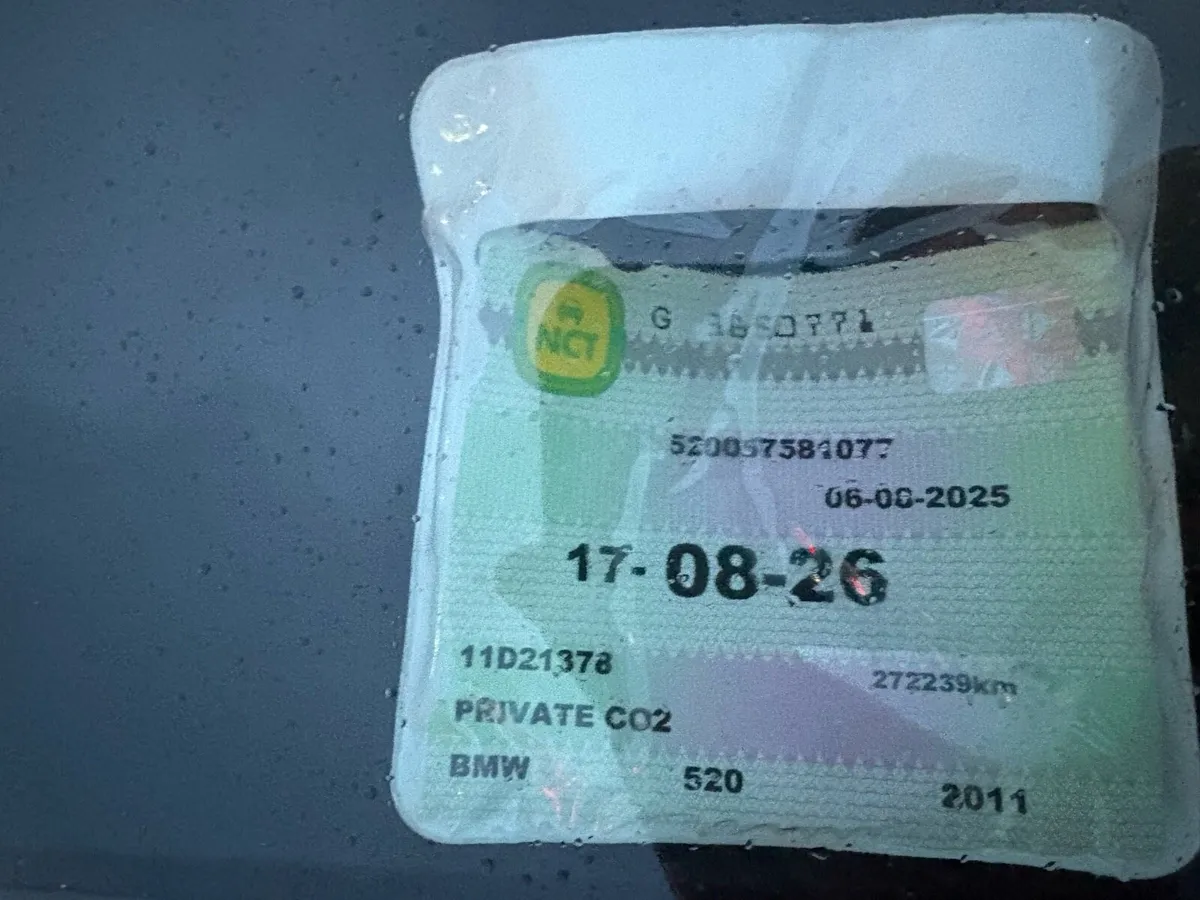 NCT
G
520057581077
06-08-2025
17-08-26
11D21378
272239km
PRIVATE CO2
BMW 520 2011